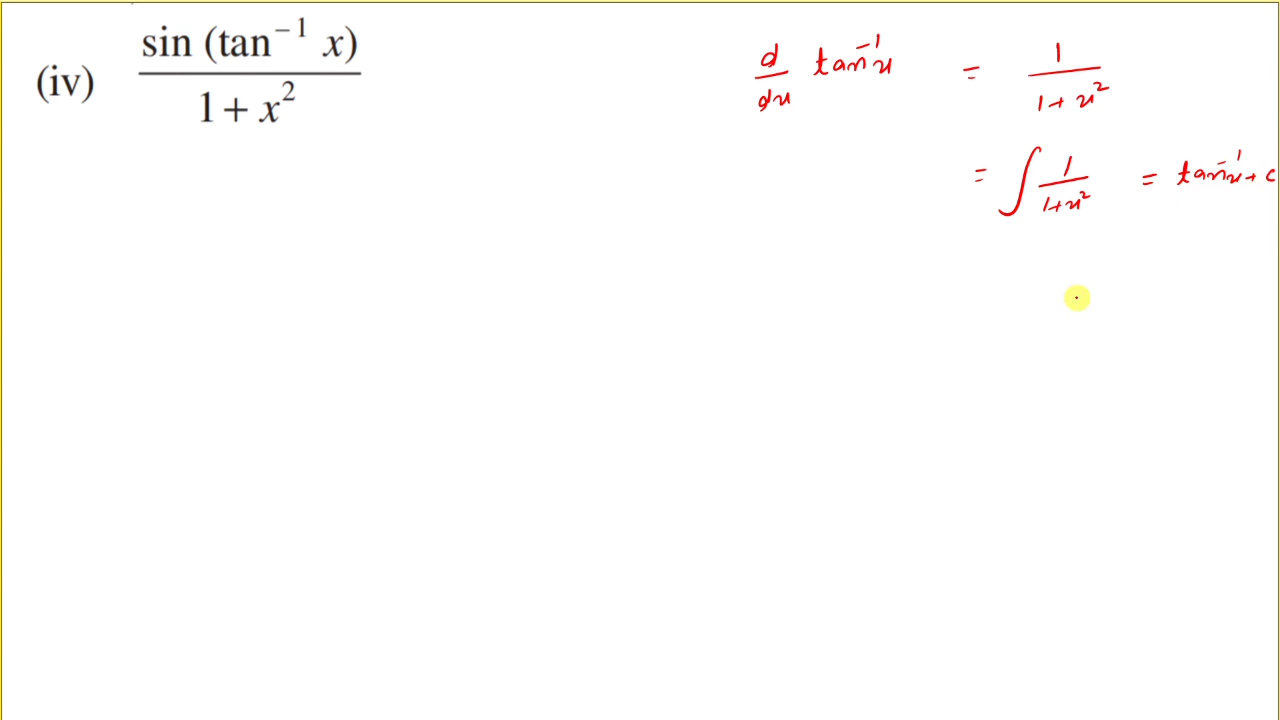 (iv) sin (tan⁻¹ x) / 1 + x²
d/dx tan⁻¹x = 1/1+x²
= ∫ 1/1+x² = tan⁻¹x + c